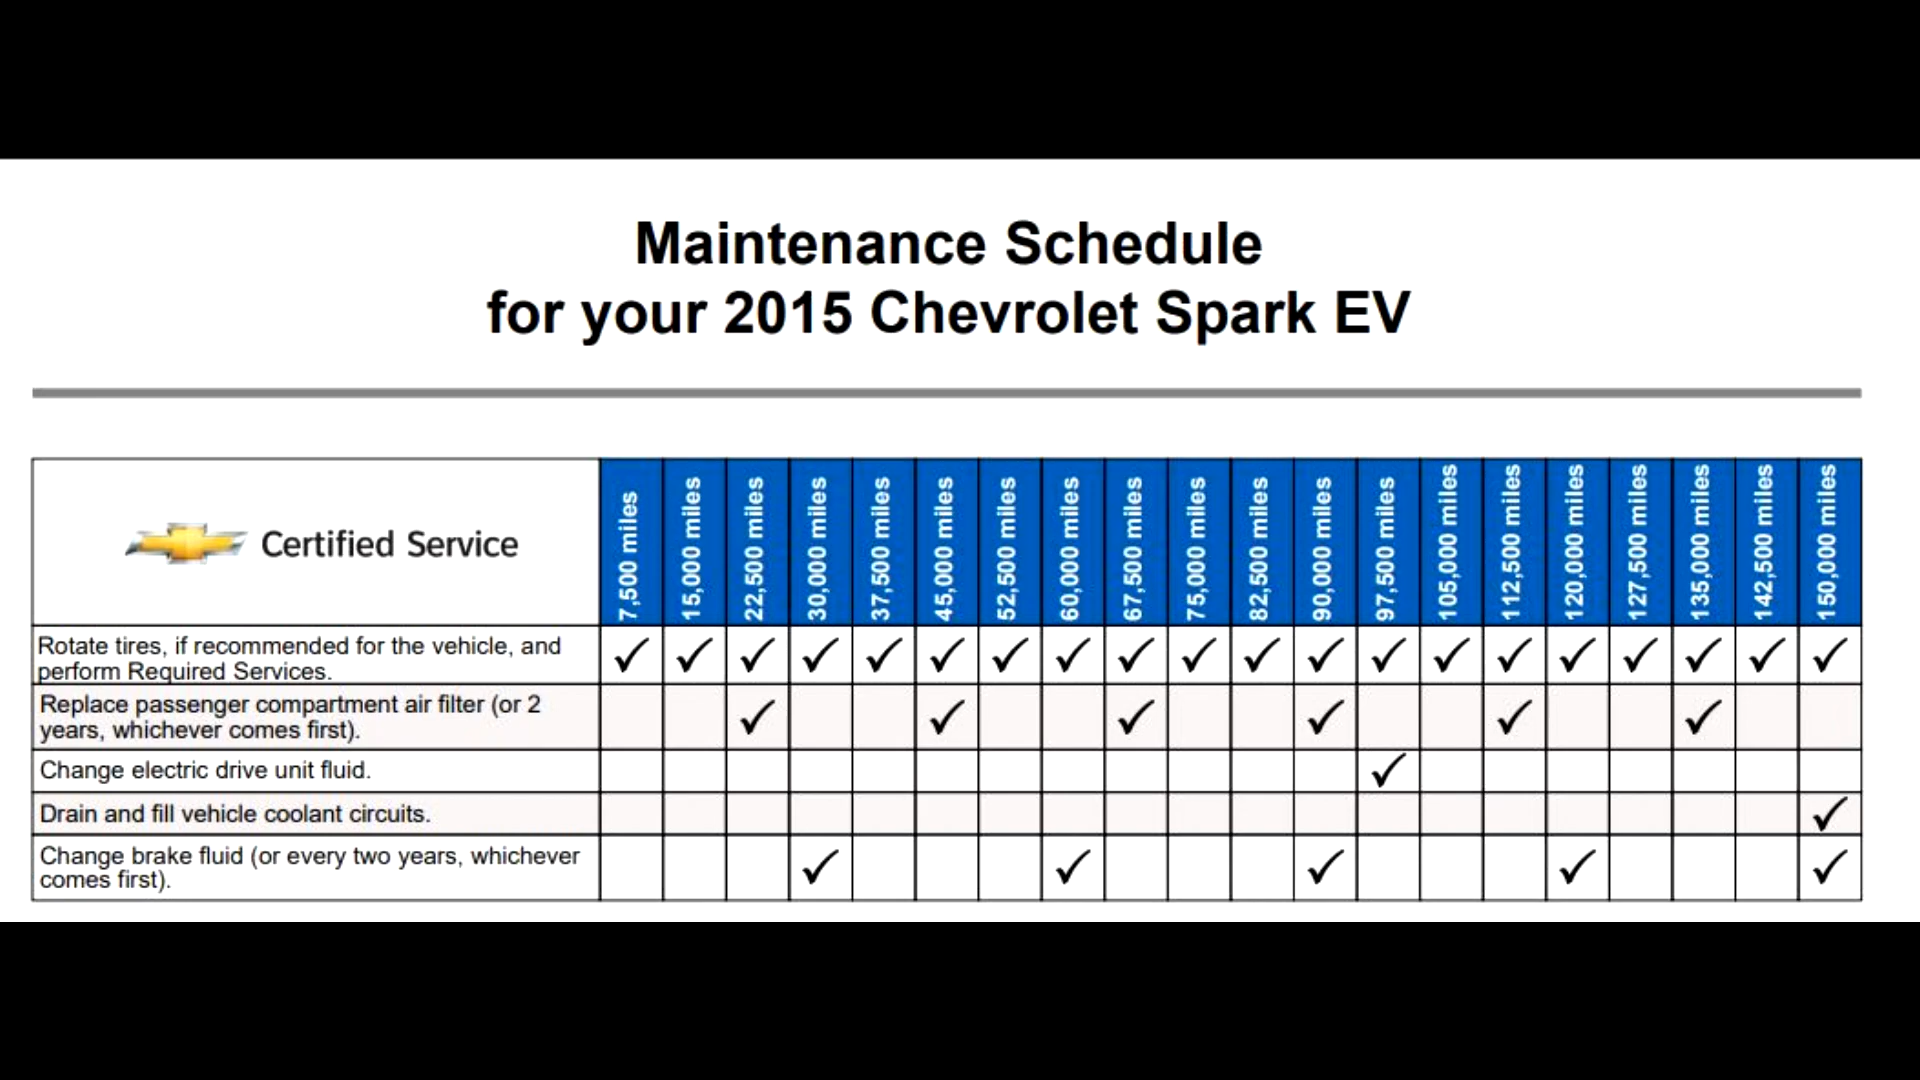 Maintenance Schedule
for your 2015 Chevrolet Spark EV
Certified Service
7,500 miles
15,000 miles
22,500 miles
30,000 miles
37,500 miles
45,000 miles
52,500 miles
60,000 miles
67,500 miles
75,000 miles
82,500 miles
90,000 miles
97,500 miles
105,000 miles
112,500 miles
120,000 miles
127,500 miles
135,000 miles
142,500 miles
150,000 miles
Rotate tires, if recommended for the vehicle, and
perform Required Services.
Replace passenger compartment air filter (or 2
years, whichever comes first).
Change electric drive unit fluid.
Drain and fill vehicle coolant circuits.
Change brake fluid (or every two years, whichever
comes first).